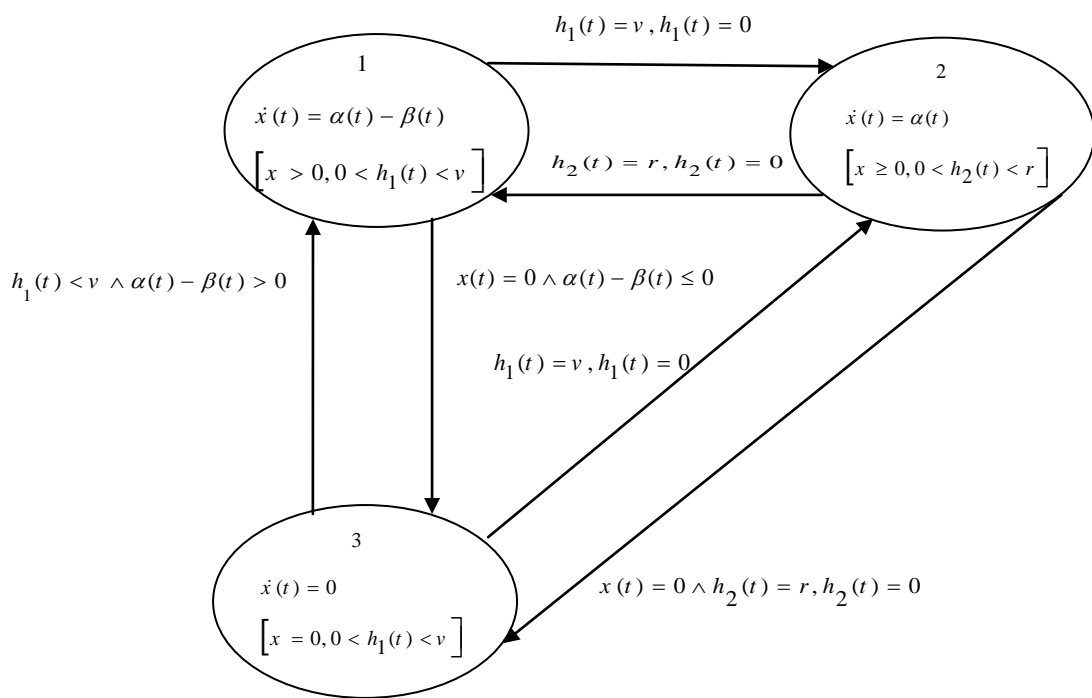 h₁(t) = v , h₁(t) = 0
1
ẋ(t) = α(t) − β(t)
[x > 0, 0 < h₁(t) < v]
2
ẋ(t) = α(t)
[x ≥ 0, 0 < h₂(t) < r]
h₂(t) = r, h₂(t) = 0
h₁(t) < v ∧ α(t) − β(t) > 0
x(t) = 0 ∧ α(t) − β(t) ≤ 0
h₁(t) = v , h₁(t) = 0
3
ẋ(t) = 0
[x = 0, 0 < h₁(t) < v]
x(t) = 0 ∧ h₂(t) = r, h₂(t) = 0